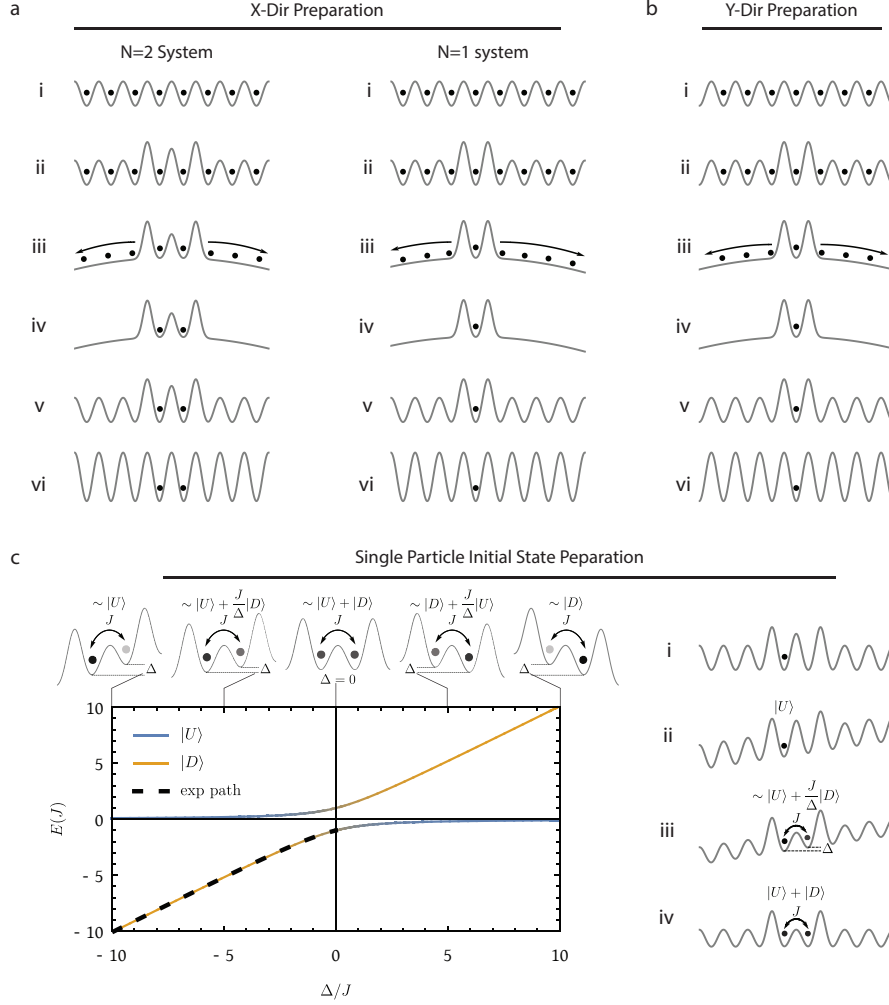 a
X-Dir Preparation
b
Y-Dir Preparation
N=2 System
N=1 system
i
i
i
ii
ii
ii
iii
iii
iii
iv
iv
iv
v
v
v
vi
vi
vi
c
Single Particle Initial State Peparation
∼ |U⟩
∼ |U⟩ + J/Δ |D⟩
∼ |U⟩ + |D⟩
∼ |D⟩ + J/Δ |U⟩
∼ |D⟩
J
J
J
J
J
Δ
Δ
Δ = 0
Δ
Δ
10
5
0
- 5
- 10
E(J)
|U⟩
|D⟩
exp path
- 10
- 5
0
5
10
Δ/J
i
ii
|U⟩
iii
∼ |U⟩ + J/Δ |D⟩
J
Δ
iv
|U⟩ + |D⟩
J